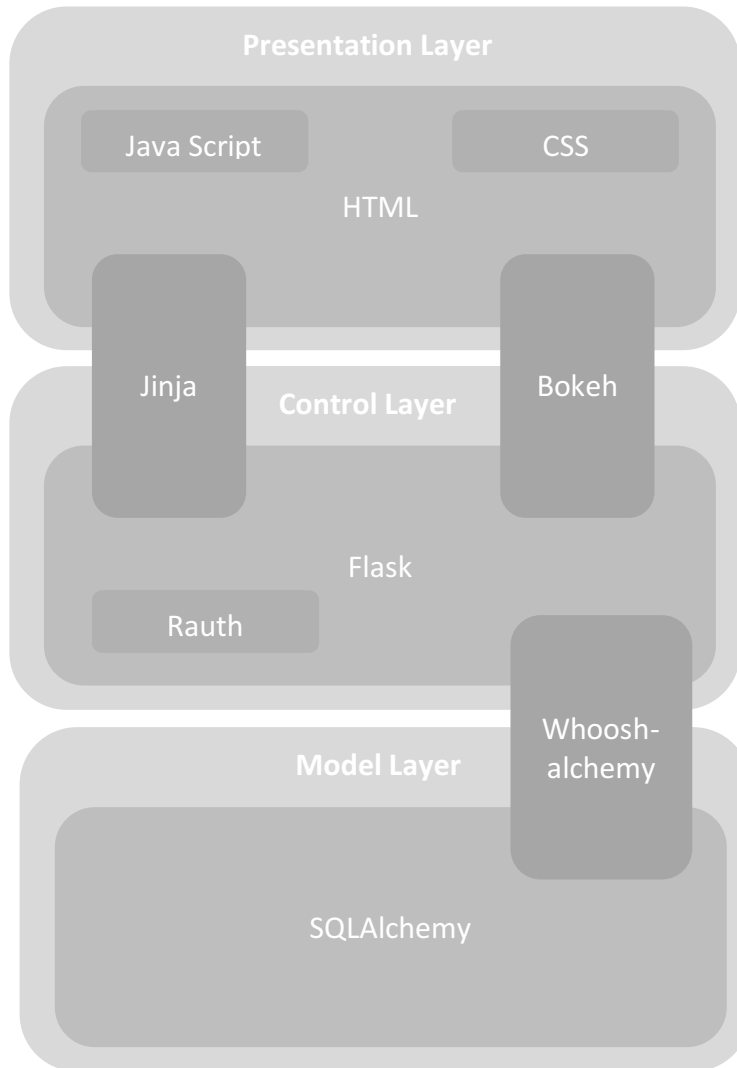 Presentation Layer
Java Script
CSS
HTML
Jinja
Bokeh
Control Layer
Flask
Rauth
Whoosh-
alchemy
Model Layer
SQLAlchemy